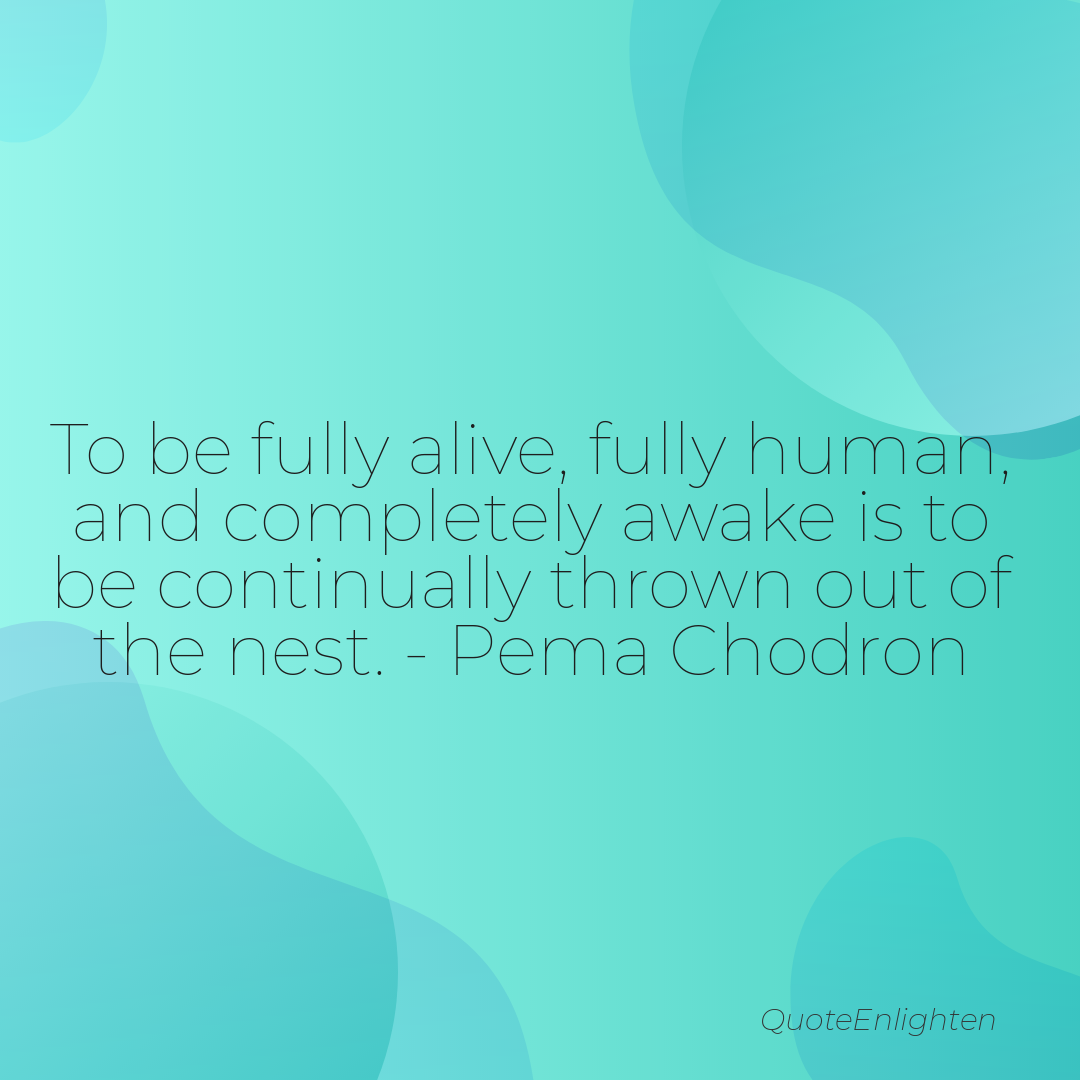 To be fully alive, fully human,
and completely awake is to
be continually thrown out of
the nest. - Pema Chodron
QuoteEnlighten